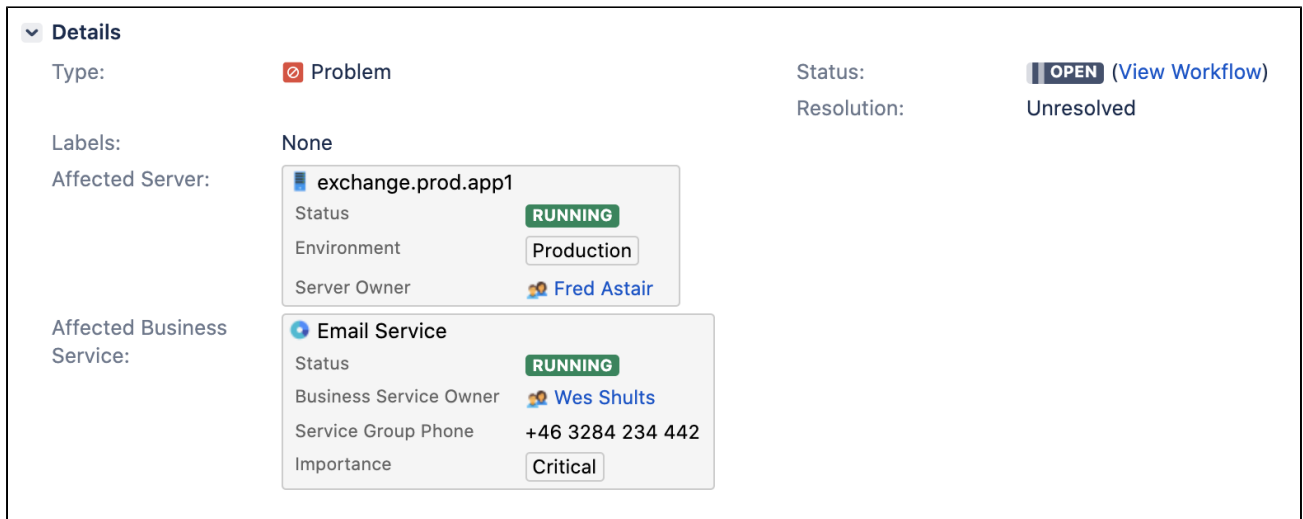 Details
Type: Problem Status: OPEN (View Workflow)
Resolution: Unresolved
Labels: None
Affected Server: exchange.prod.app1
Status RUNNING
Environment Production
Server Owner Fred Astair
Affected Business Service: Email Service
Status RUNNING
Business Service Owner Wes Shults
Service Group Phone +46 3284 234 442
Importance Critical